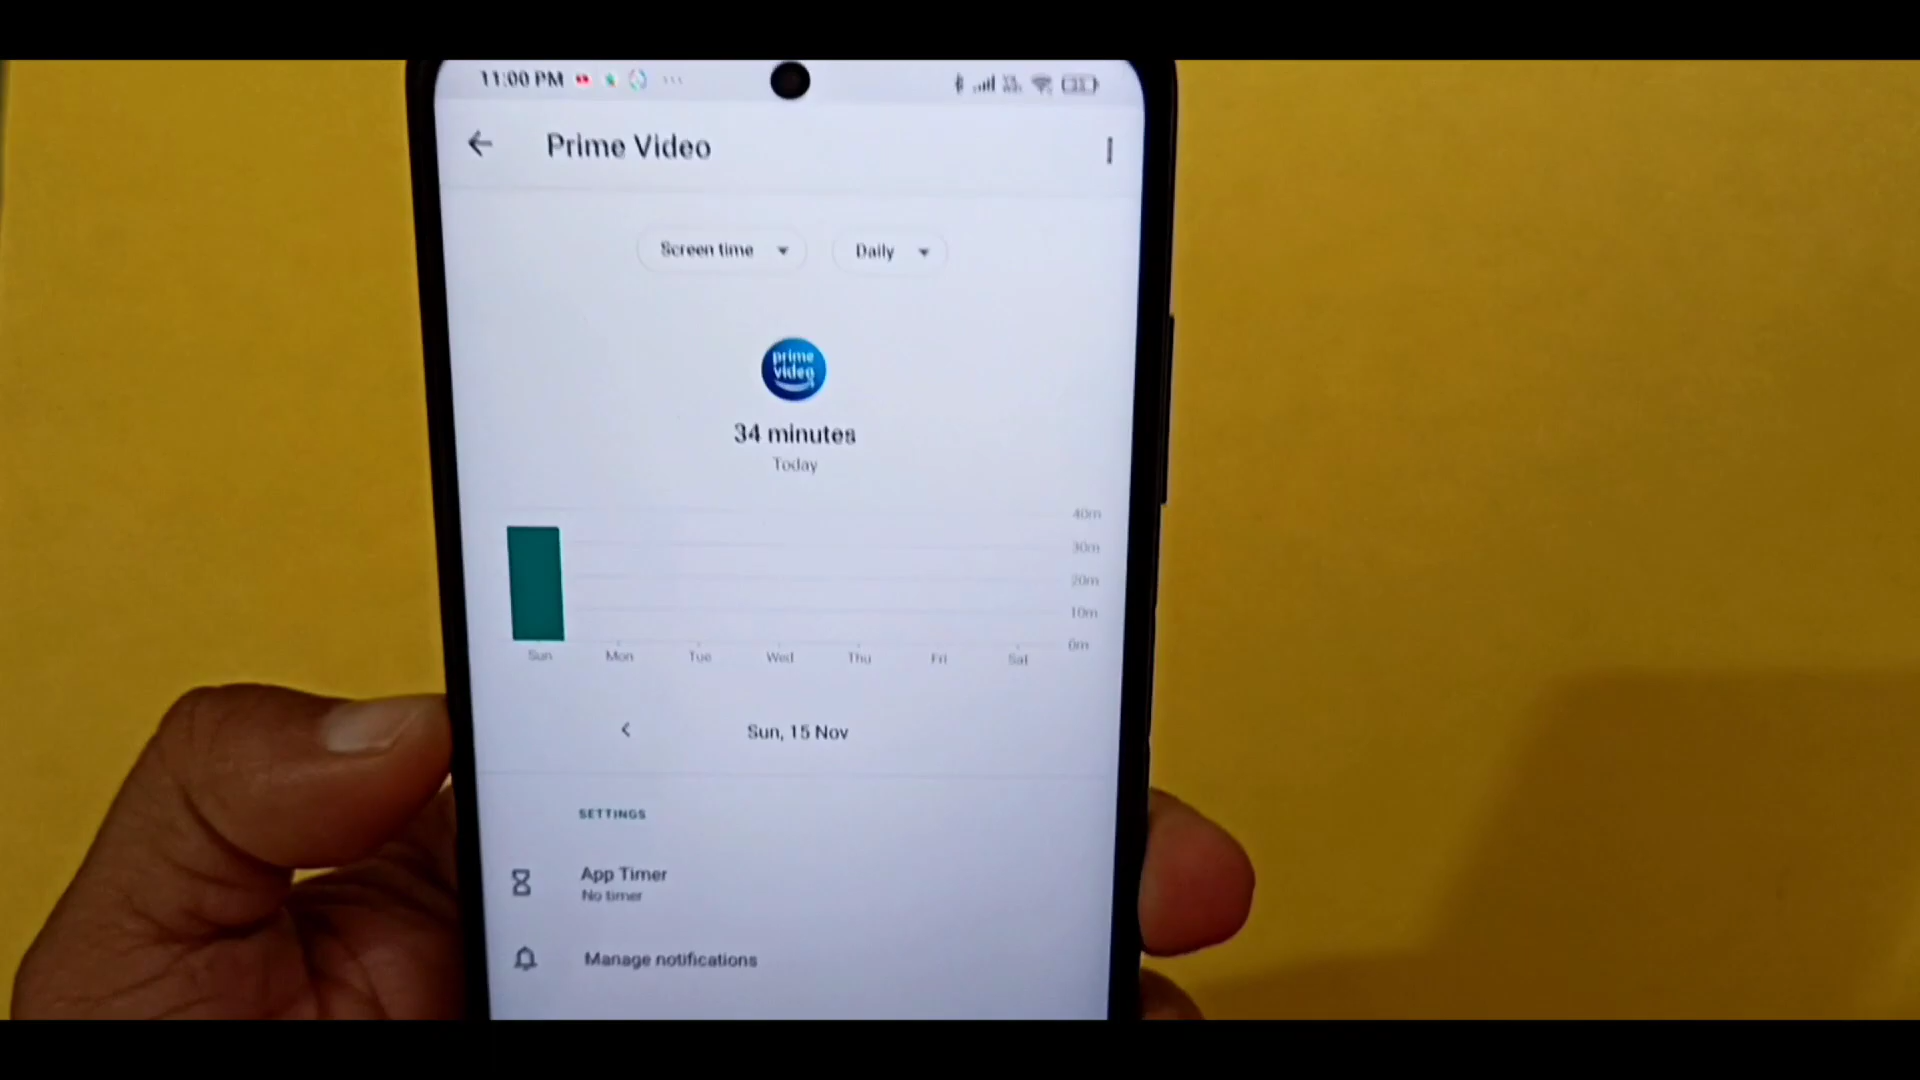 11:00 PM
Prime Video
Screen time
Daily
prime
video
34 minutes
Today
40m
30m
20m
10m
0m
Sun
Mon
Tue
Wed
Thu
Fri
Sat
Sun, 15 Nov
SETTINGS
App Timer
No timer
Manage notifications